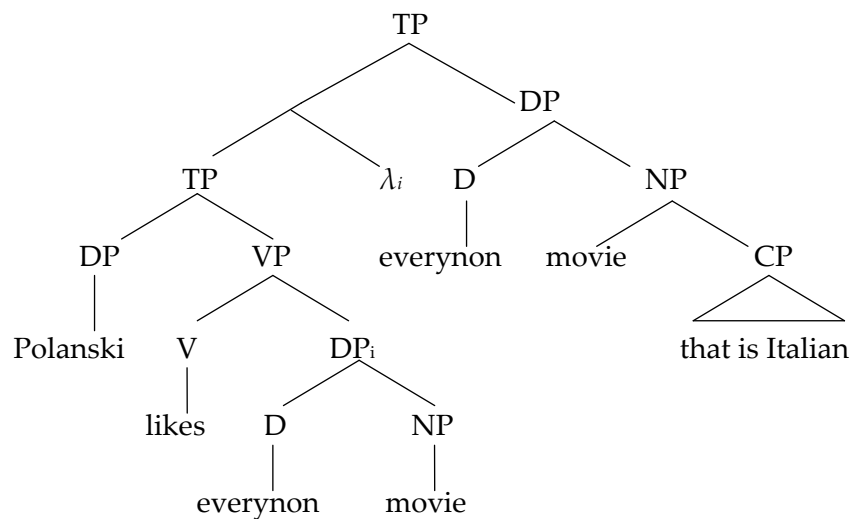 TP
DP
TP λi D NP
DP VP everynon movie CP
Polanski V DPi that is Italian
likes D NP
everynon movie